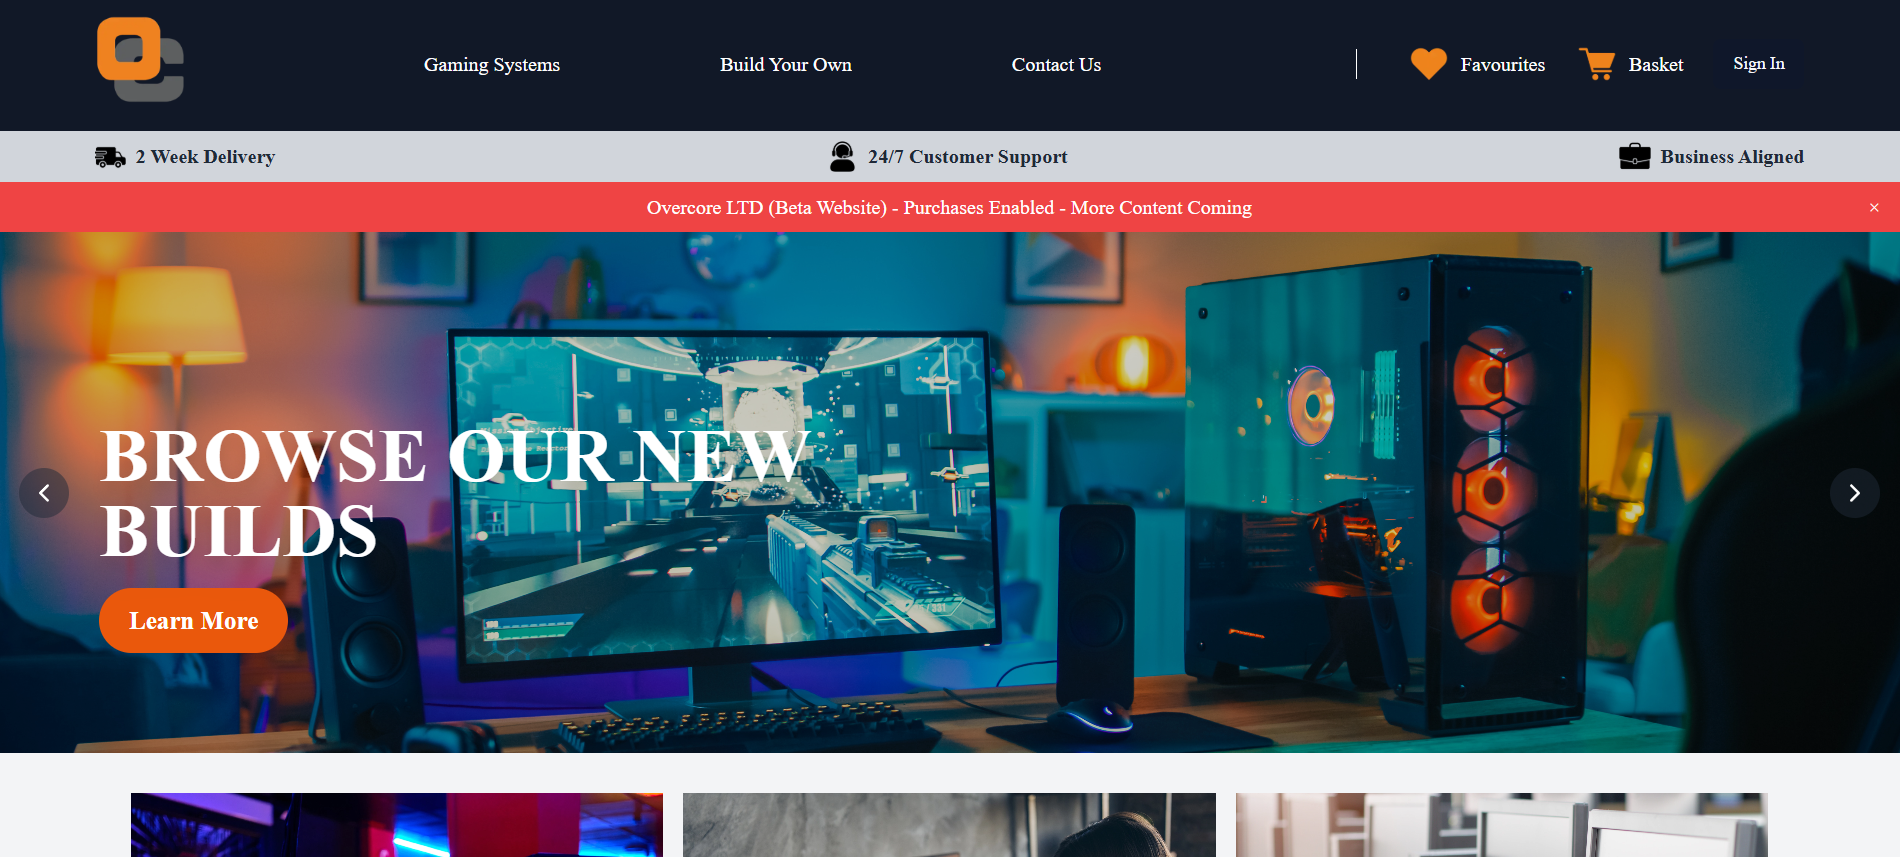 OC
Gaming Systems
Build Your Own
Contact Us
Favourites
Basket
Sign In
2 Week Delivery
24/7 Customer Support
Business Aligned
Overcore LTD (Beta Website) - Purchases Enabled - More Content Coming
×
BROWSE OUR NEW
BUILDS
Learn More